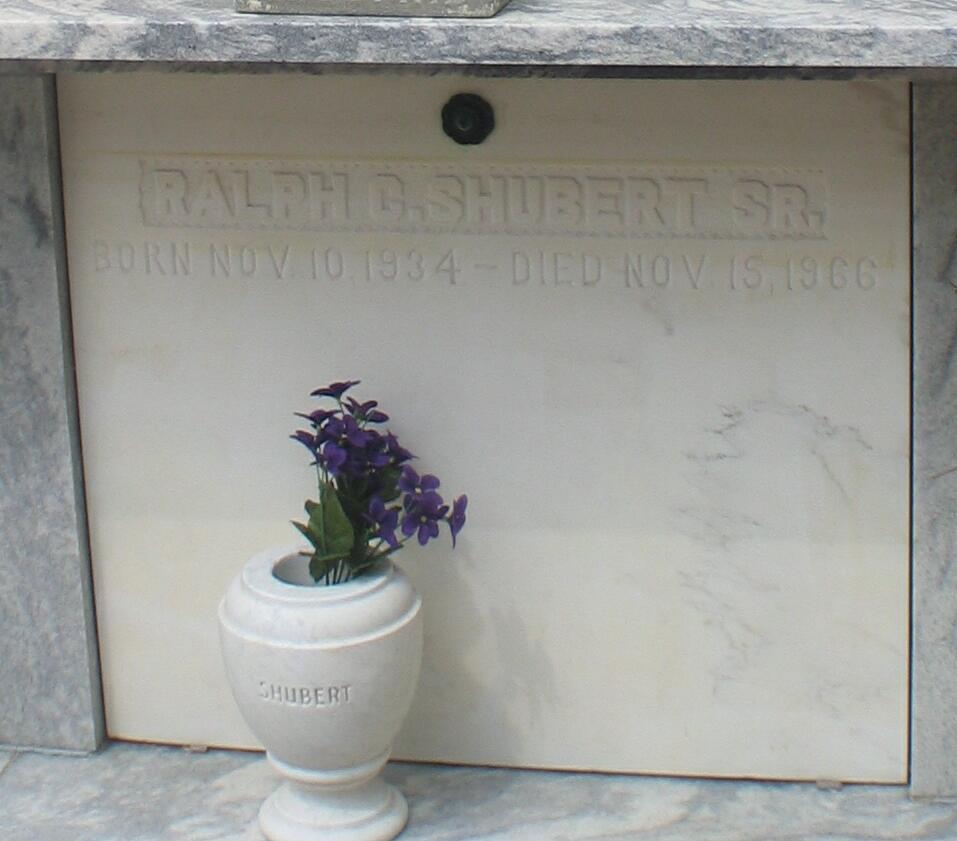 RALPH C. SHUBERT SR.
BORN NOV. 10, 1934 – DIED NOV. 15, 1966
SHUBERT